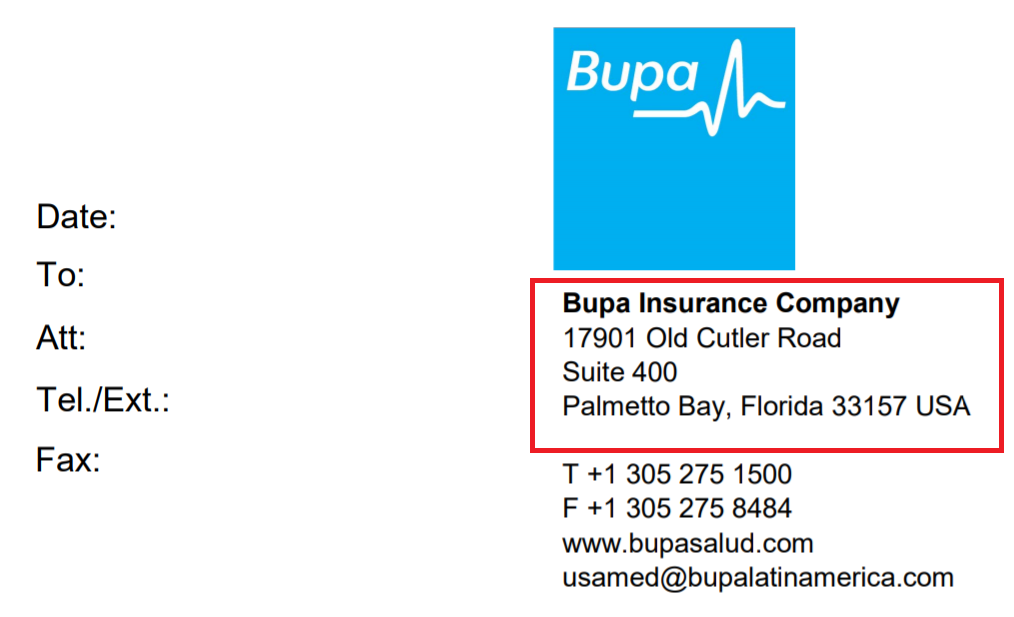 Bupa
Date:
To:
Att:
Tel./Ext.:
Fax:
Bupa Insurance Company
17901 Old Cutler Road
Suite 400
Palmetto Bay, Florida 33157 USA
T +1 305 275 1500
F +1 305 275 8484
www.bupasalud.com
usamed@bupalatinamerica.com